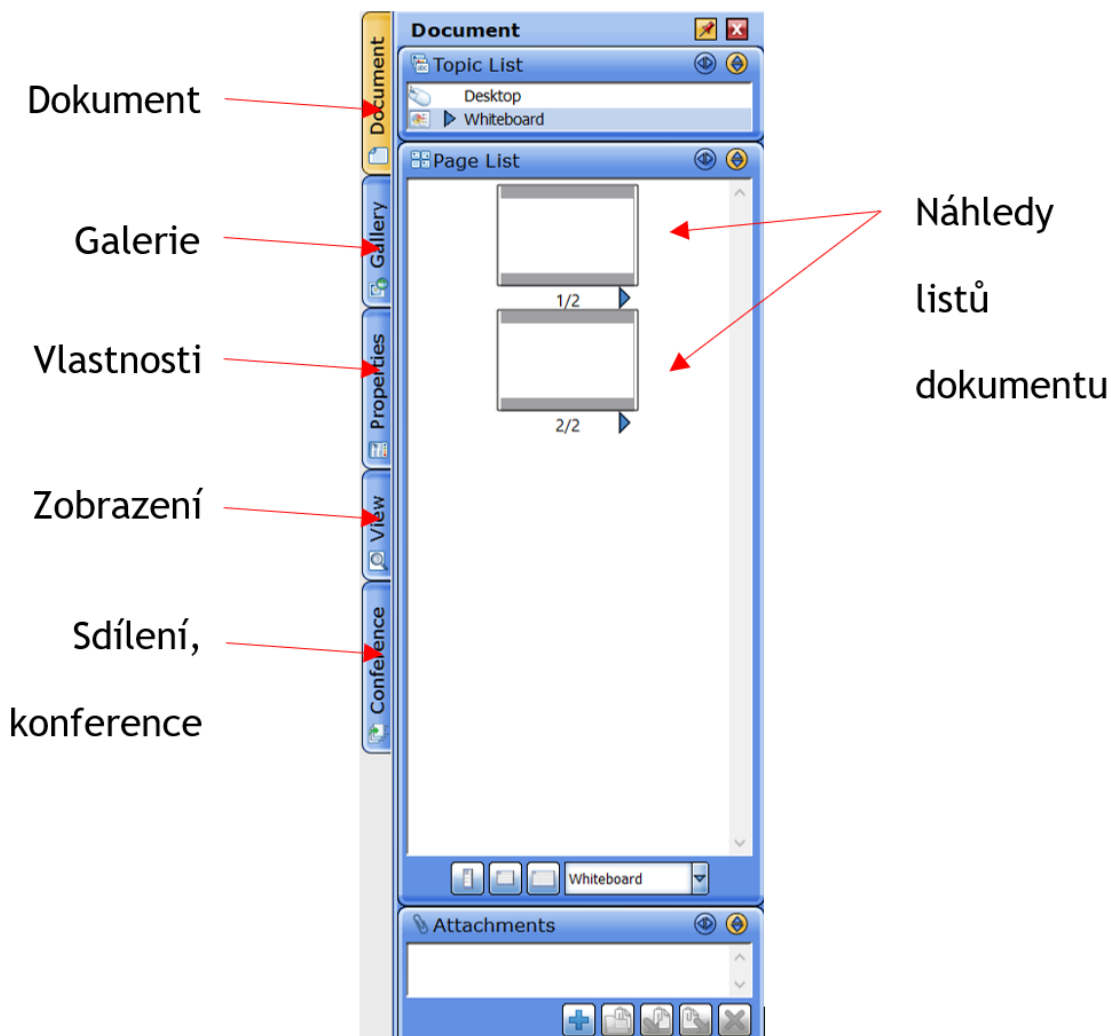 Dokument
Galerie
Vlastnosti
Zobrazení
Sdílení,
konference
Document
Gallery
Properties
View
Conference
Document
Topic List
Desktop
Whiteboard
Page List
1/2
2/2
Whiteboard
Attachments
Náhledy
listů
dokumentu